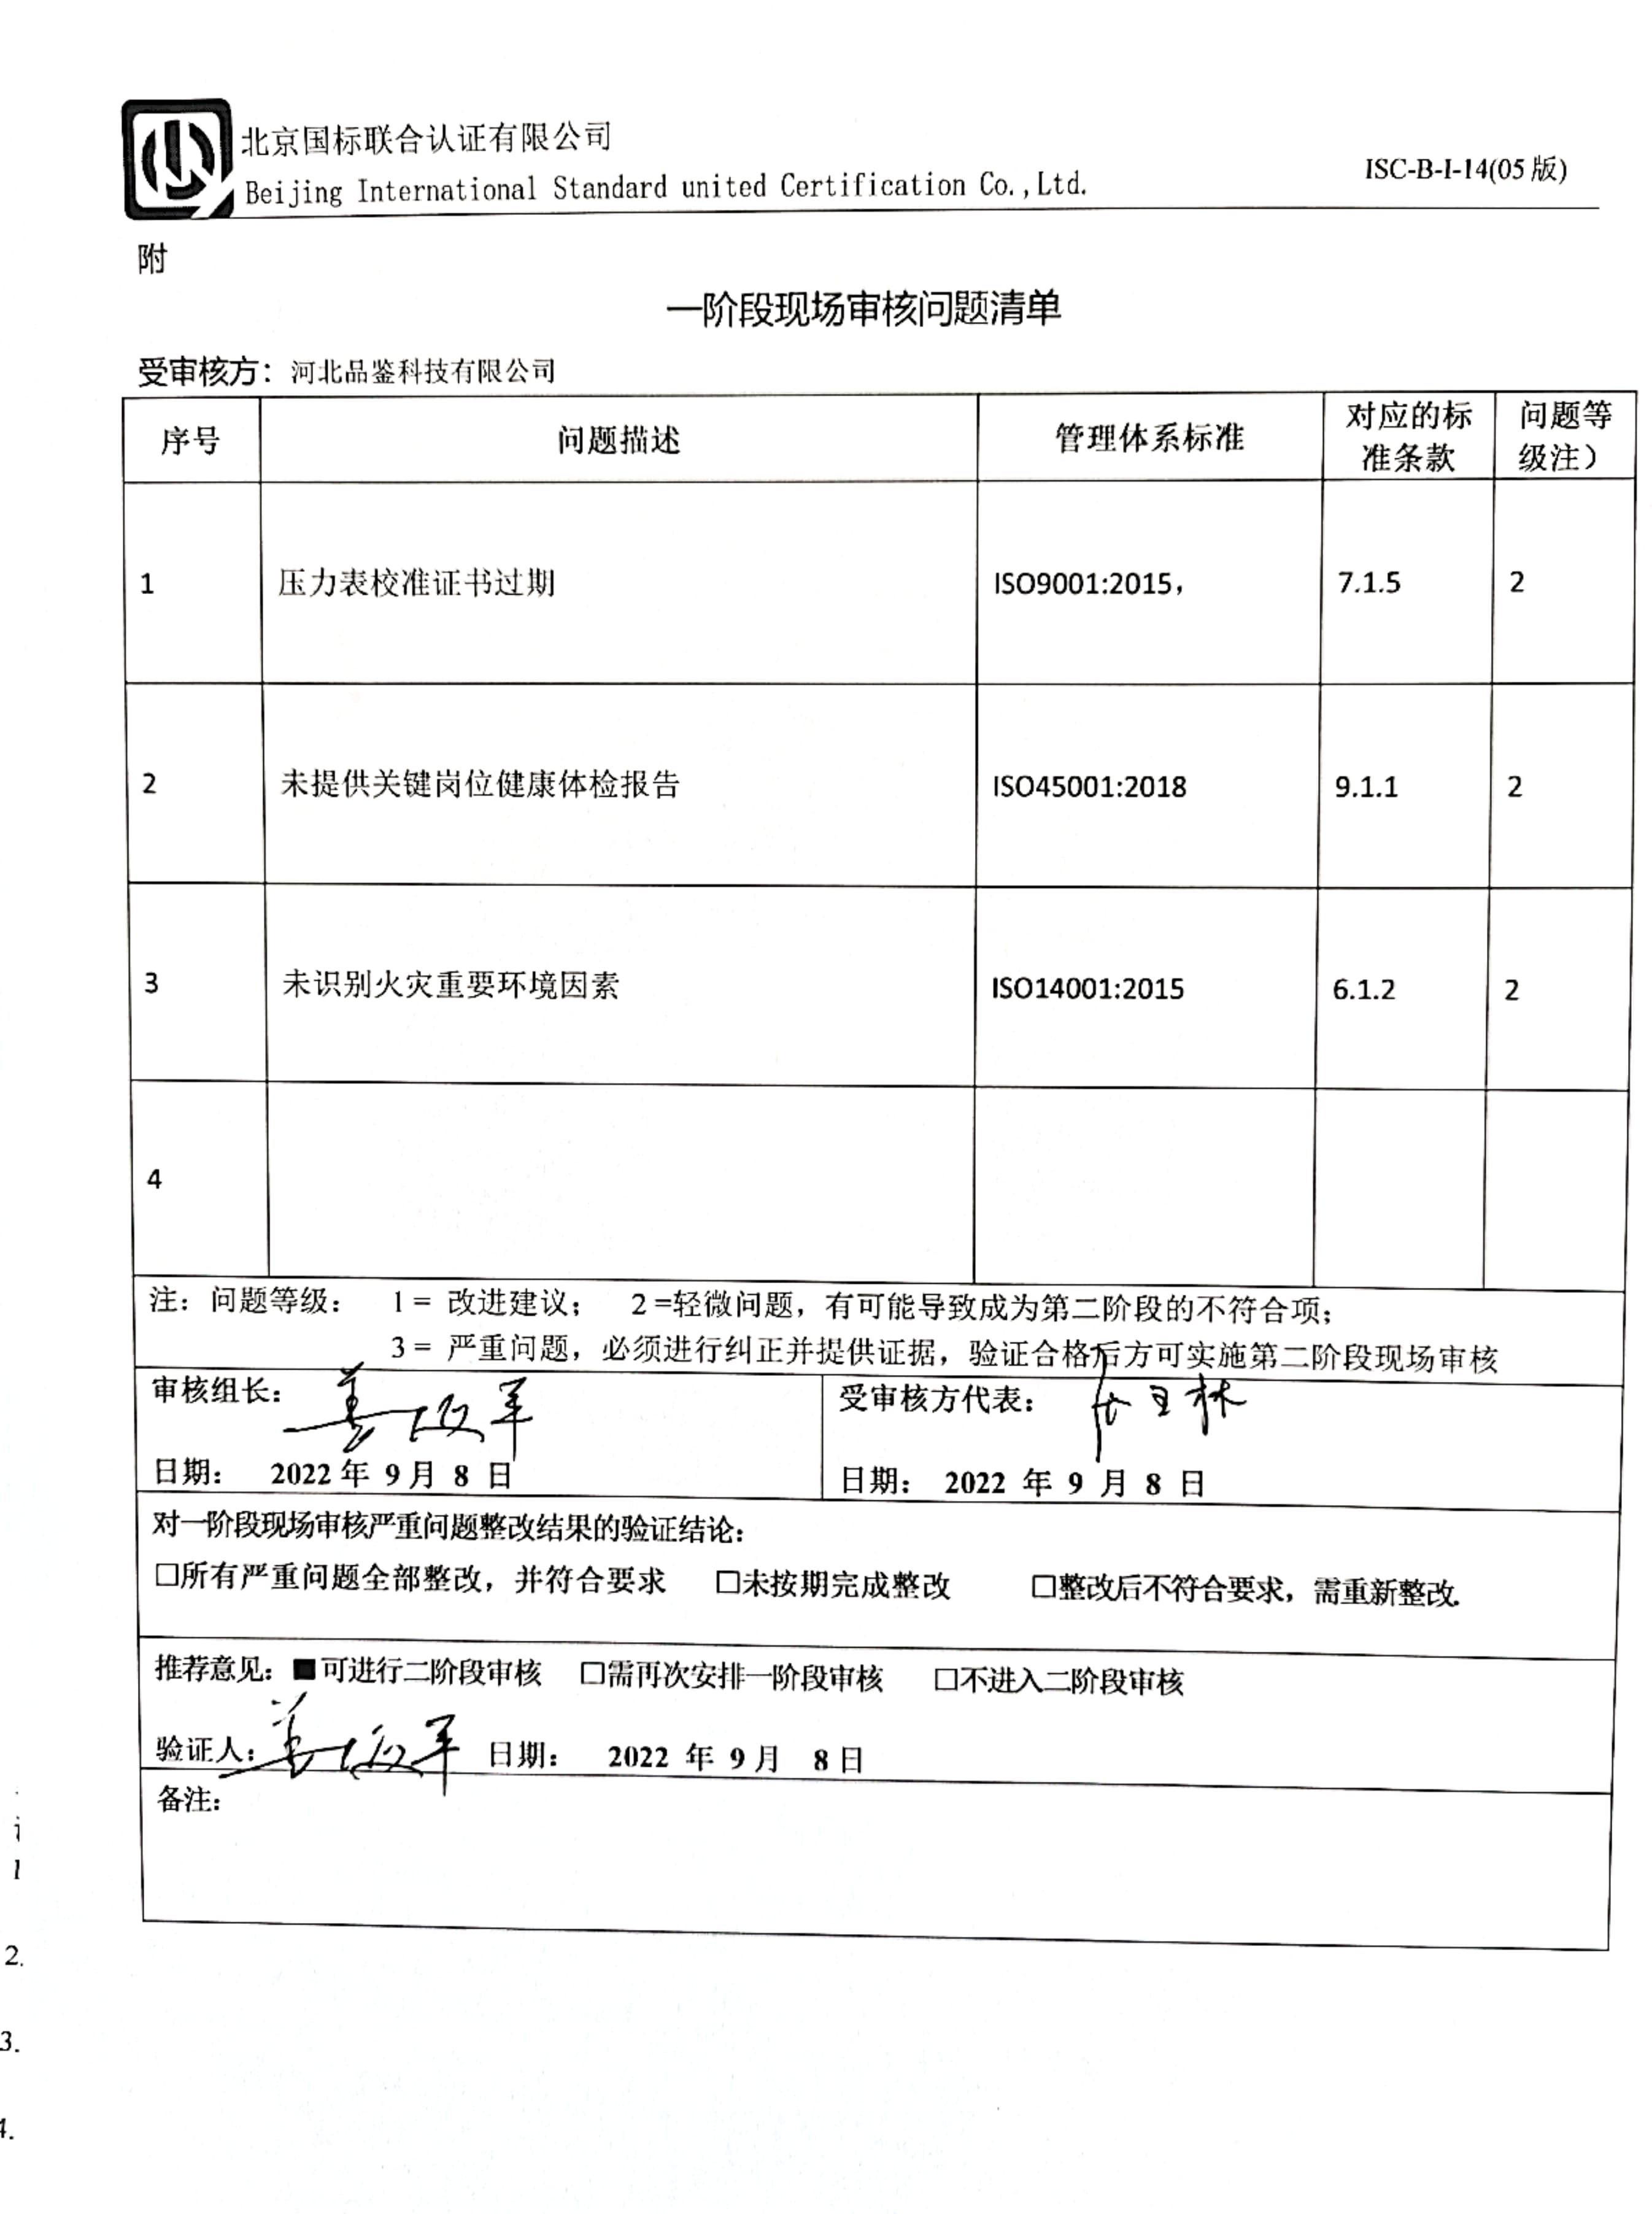 北京国标联合认证有限公司
Beijing International Standard united Certification Co.,Ltd.
ISC-B-I-14(05 版)
附
一阶段现场审核问题清单
受审核方：河北品鉴科技有限公司
序号 问题描述 管理体系标准 对应的标准条款 问题等级注）
1 压力表校准证书过期 ISO9001:2015， 7.1.5 2
2 未提供关键岗位健康体检报告 ISO45001:2018 9.1.1 2
3 未识别火灾重要环境因素 ISO14001:2015 6.1.2 2
4
注：问题等级： 1 = 改进建议； 2 =轻微问题，有可能导致成为第二阶段的不符合项；
3 = 严重问题，必须进行纠正并提供证据，验证合格后方可实施第二阶段现场审核
审核组长：
日期： 2022 年 9 月 8 日
受审核方代表：
日期： 2022 年 9 月 8 日
对一阶段现场审核严重问题整改结果的验证结论：
□所有严重问题全部整改，并符合要求 □未按期完成整改 □整改后不符合要求，需重新整改.
推荐意见：■可进行二阶段审核 □需再次安排一阶段审核 □不进入二阶段审核
验证人： 日期： 2022 年 9 月 8 日
备注：
2.
3.
4.